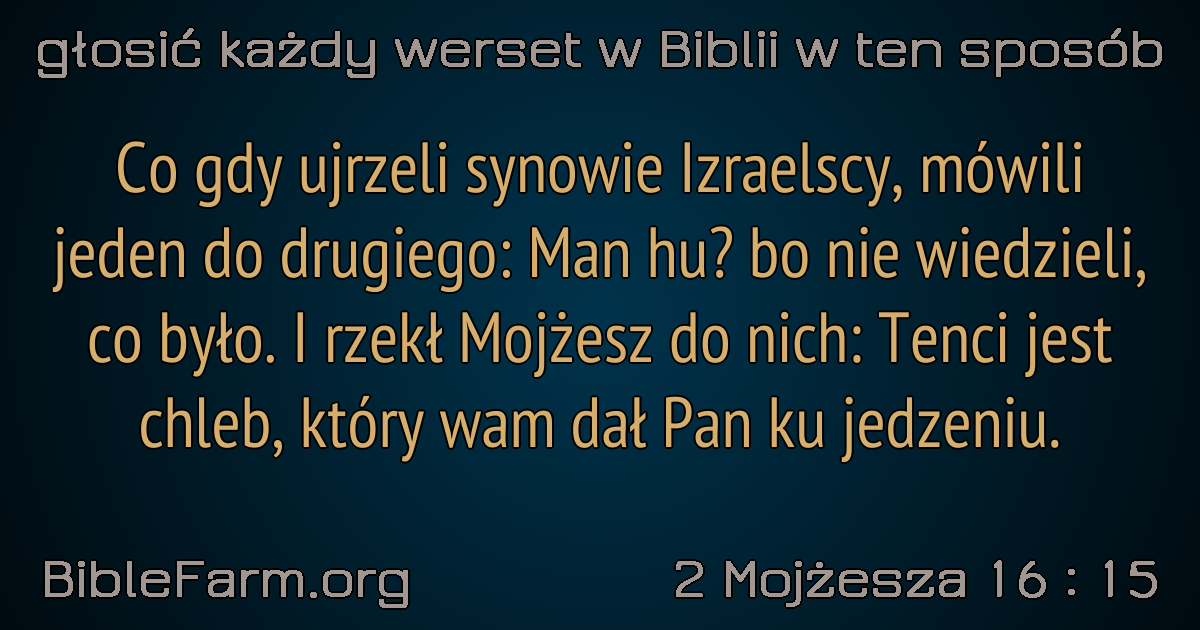 głosić każdy werset w Biblii w ten sposób
Co gdy ujrzeli synowie Izraelscy, mówili
jeden do drugiego: Man hu? bo nie wiedzieli,
co było. I rzekł Mojżesz do nich: Tenci jest
chleb, który wam dał Pan ku jedzeniu.
BibleFarm.org
2 Mojżesza 16 : 15